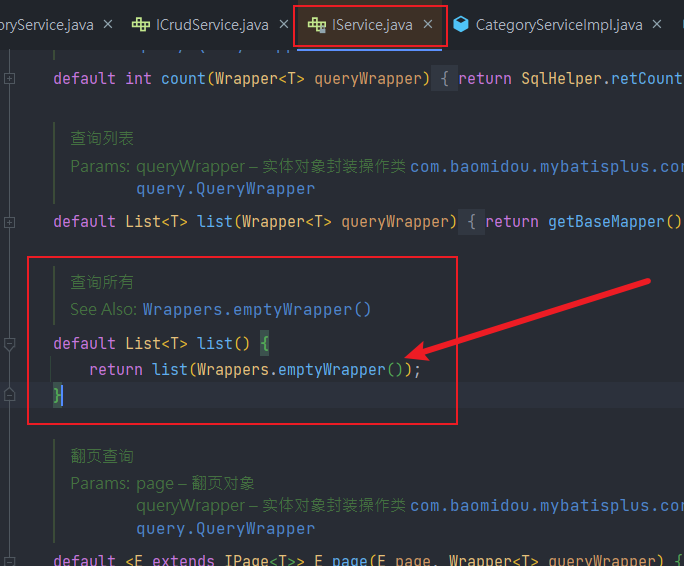 oryService.java × ICrudService.java × IService.java × CategoryServiceImpl.java ×
default int count(Wrapper<T> queryWrapper) { return SqlHelper.retCount
查询列表
Params: queryWrapper – 实体对象封装操作类 com.baomidou.mybatisplus.cor
query.QueryWrapper
default List<T> list(Wrapper<T> queryWrapper) { return getBaseMapper()
查询所有
See Also: Wrappers.emptyWrapper()
default List<T> list() {
return list(Wrappers.emptyWrapper());
}
翻页查询
Params: page – 翻页对象
queryWrapper – 实体对象封装操作类 com.baomidou.mybatisplus.cor
query.QueryWrapper
default <E extends IPage<T>> E page(E page, Wrapper<T> queryWrapper) {